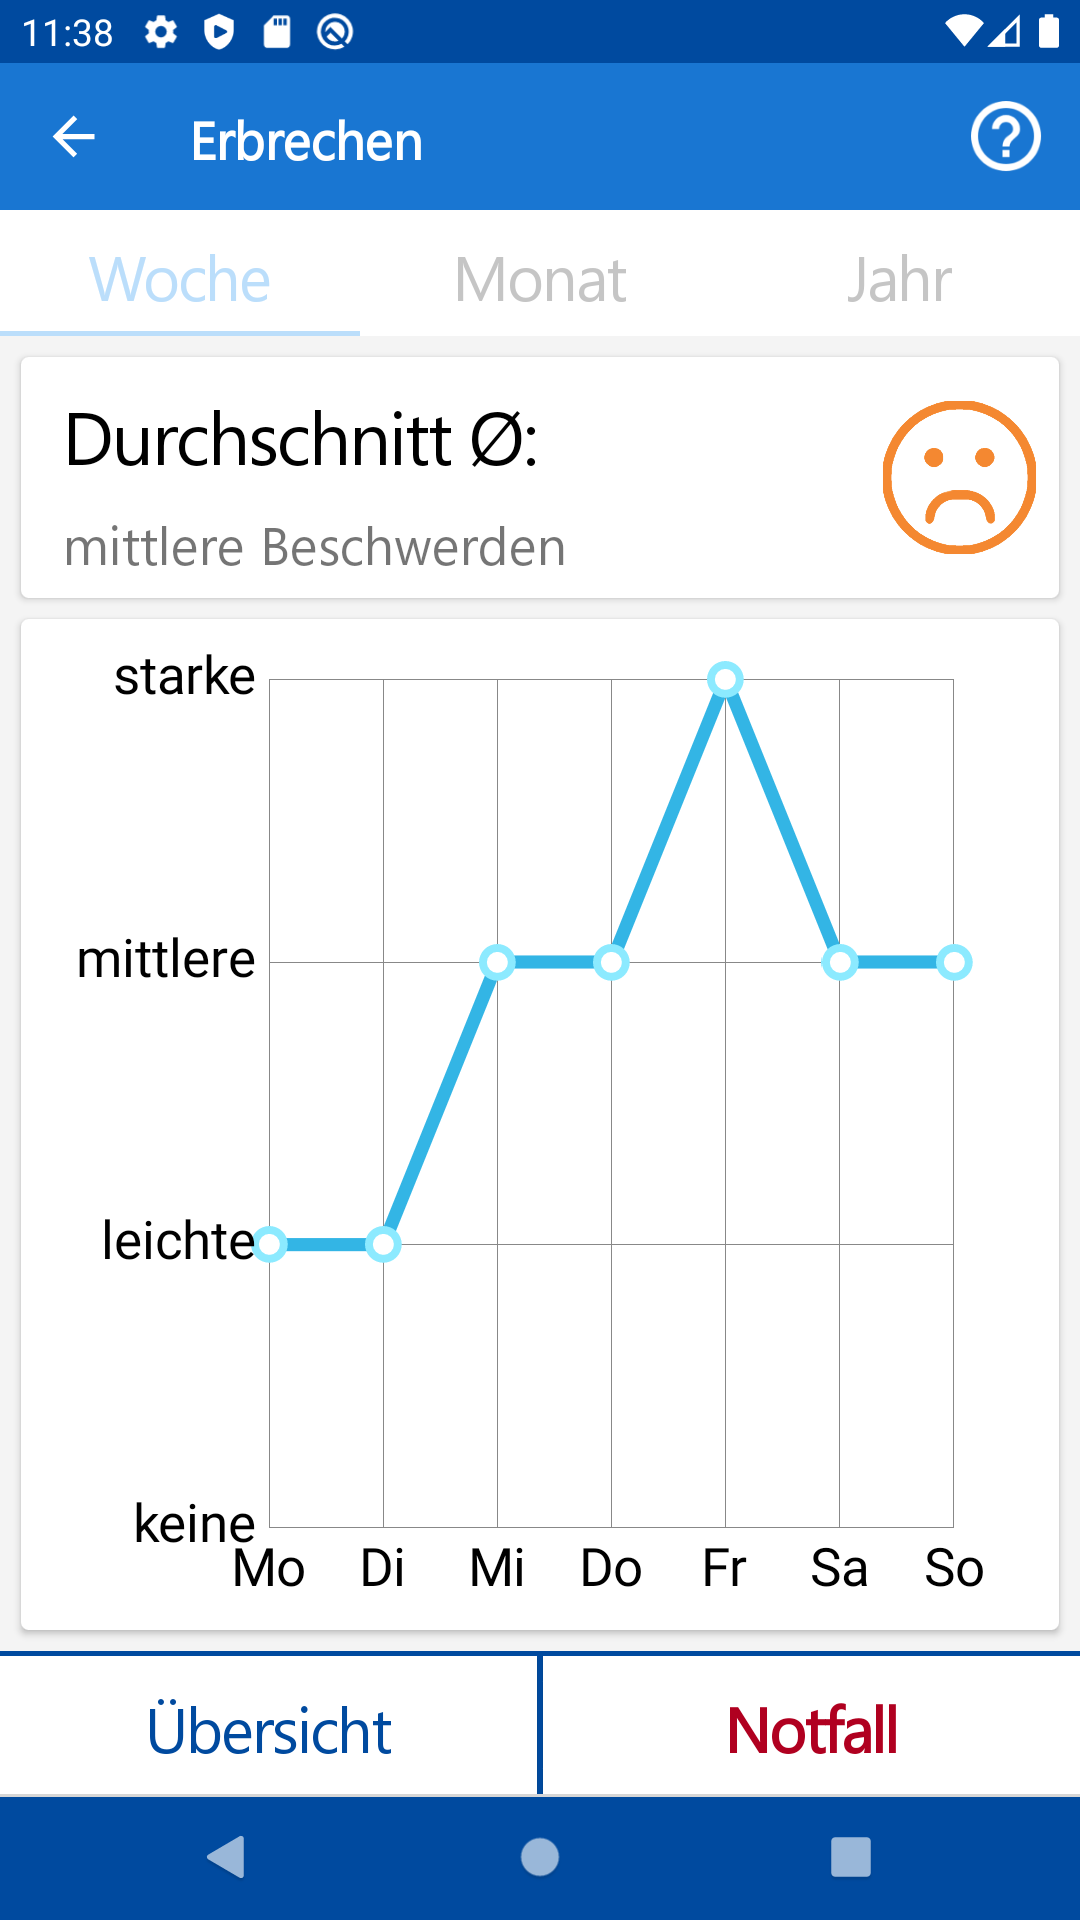 11:38
Erbrechen
Woche Monat Jahr
Durchschnitt Ø:
mittlere Beschwerden
starke
mittlere
leichte
keine
Mo Di Mi Do Fr Sa So
Übersicht Notfall